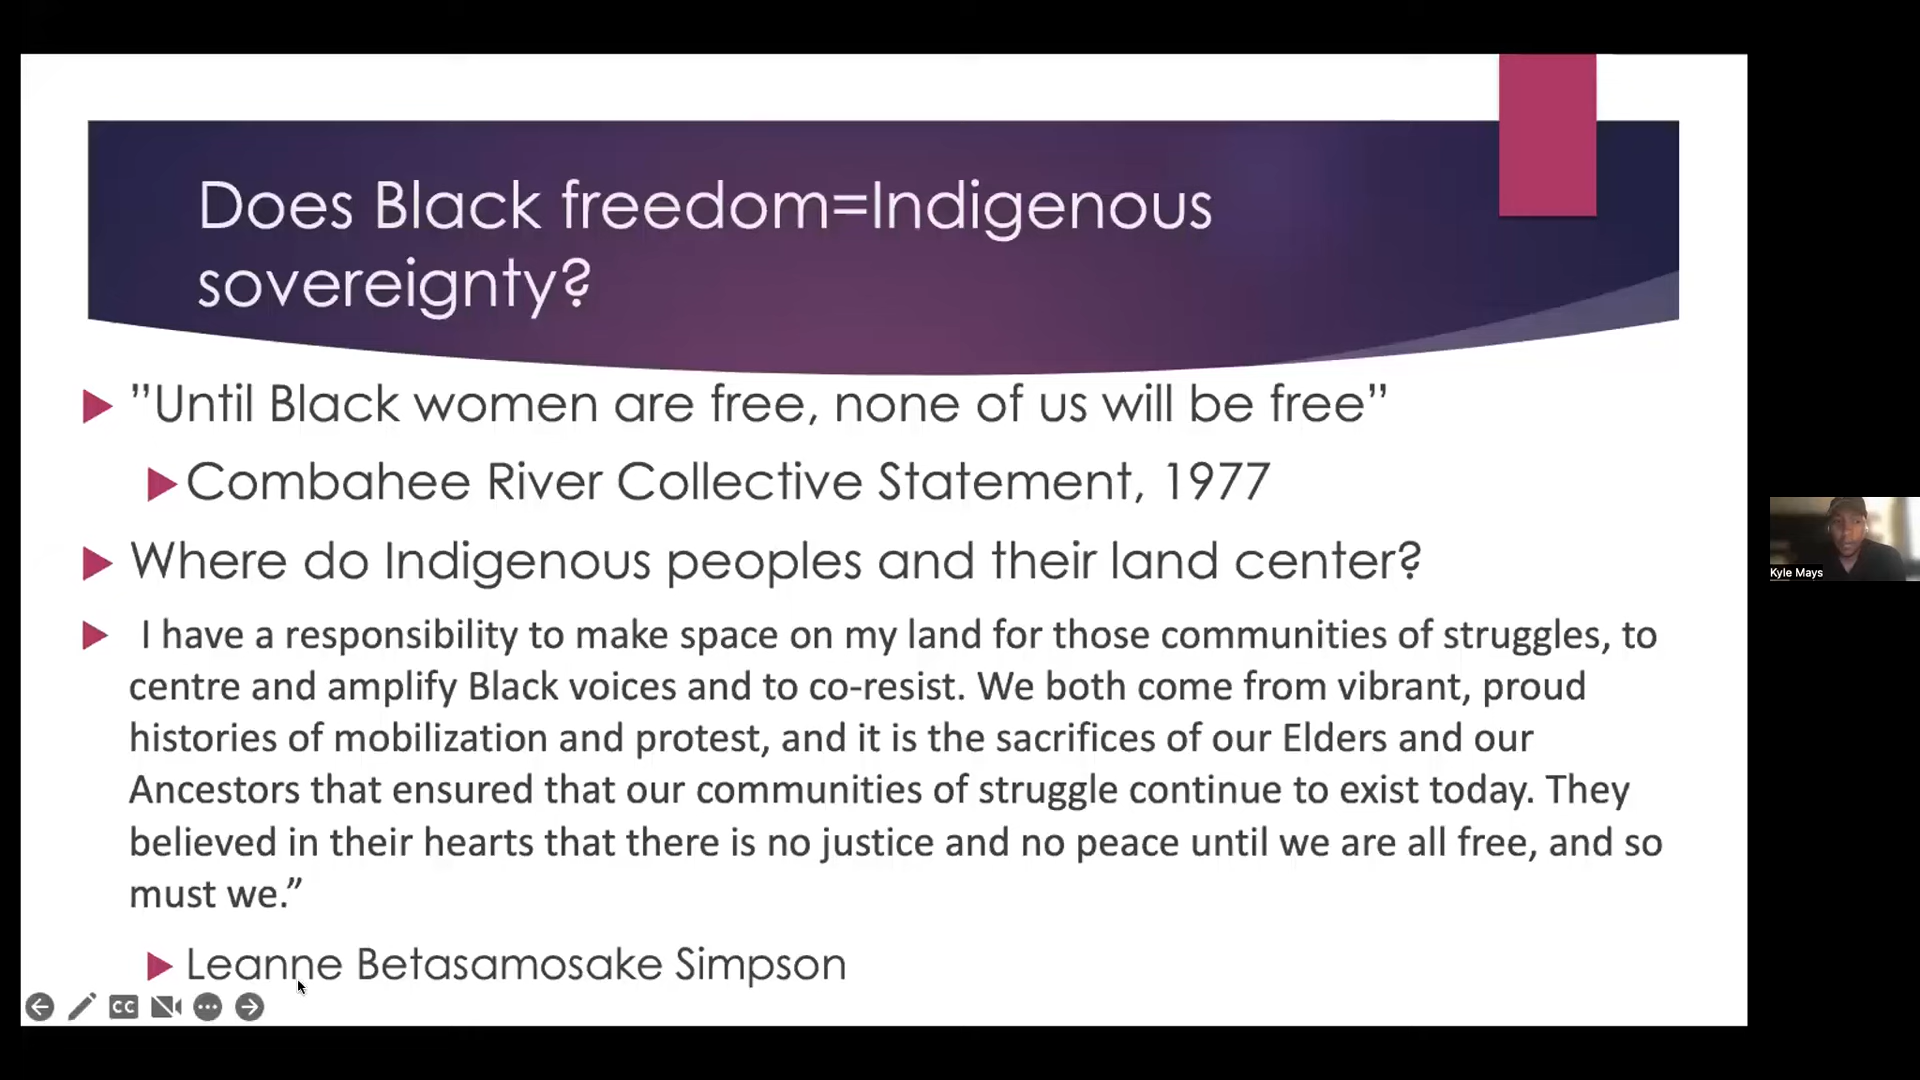 Does Black freedom=Indigenous
sovereignty?
”Until Black women are free, none of us will be free”
Combahee River Collective Statement, 1977
Where do Indigenous peoples and their land center?
I have a responsibility to make space on my land for those communities of struggles, to
centre and amplify Black voices and to co-resist. We both come from vibrant, proud
histories of mobilization and protest, and it is the sacrifices of our Elders and our
Ancestors that ensured that our communities of struggle continue to exist today. They
believed in their hearts that there is no justice and no peace until we are all free, and so
must we.”
Leanne Betasamosake Simpson
CC
Kyle Mays